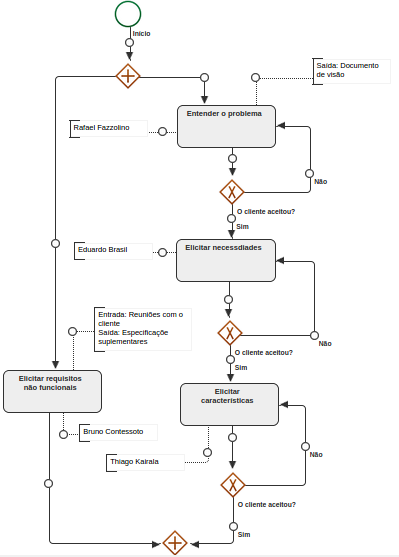 Início
Saída: Documento
de visão
Entender o problema
Rafael Fazzolino
Não
O cliente aceitou?
Sim
Elicitar necessdiades
Eduardo Brasil
Entrada: Reuniões com o
cliente
Saída: Especificaçõe
suplementares
Não
O cliente aceitou?
Sim
Elicitar requisitos
não funcionais
Elicitar
características
Bruno Contessoto
Thiago Kairala
Não
O cliente aceitou?
Sim